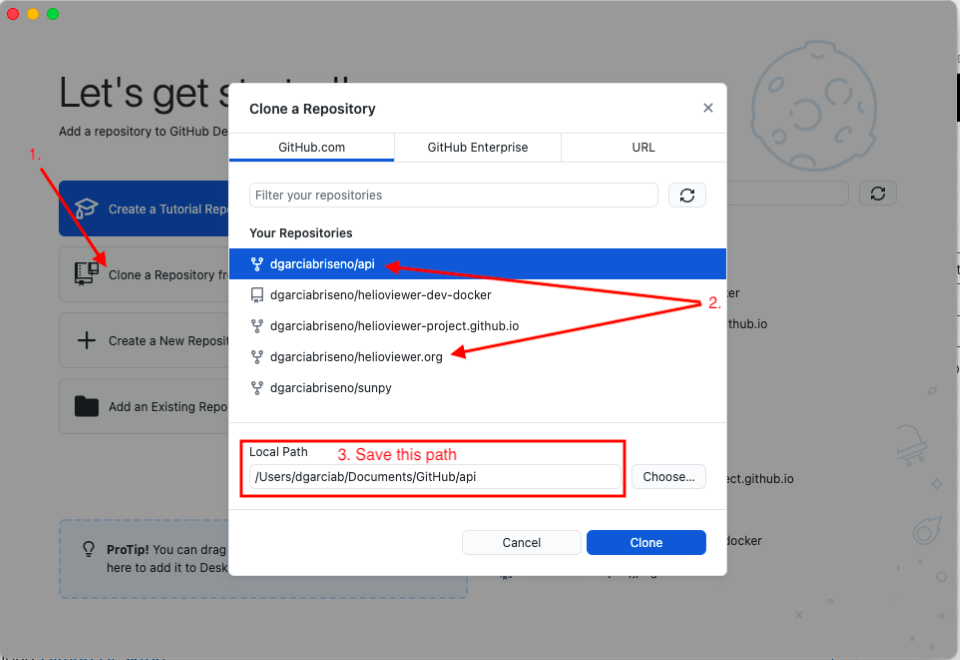 Let's get started!
Add a repository to GitHub De
1.
Create a Tutorial Rep
Clone a Repository fr
Create a New Reposit
Add an Existing Repo
ProTip! You can drag
here to add it to Desk
Clone a Repository
GitHub.com
GitHub Enterprise
URL
Filter your repositories
Your Repositories
dgarciabriseno/api
dgarciabriseno/helioviewer-dev-docker
dgarciabriseno/helioviewer-project.github.io
dgarciabriseno/helioviewer.org
dgarciabriseno/sunpy
2.
Local Path
3. Save this path
/Users/dgarciab/Documents/GitHub/api
Choose...
Cancel
Clone
ker
thub.io
ect.github.io
docker